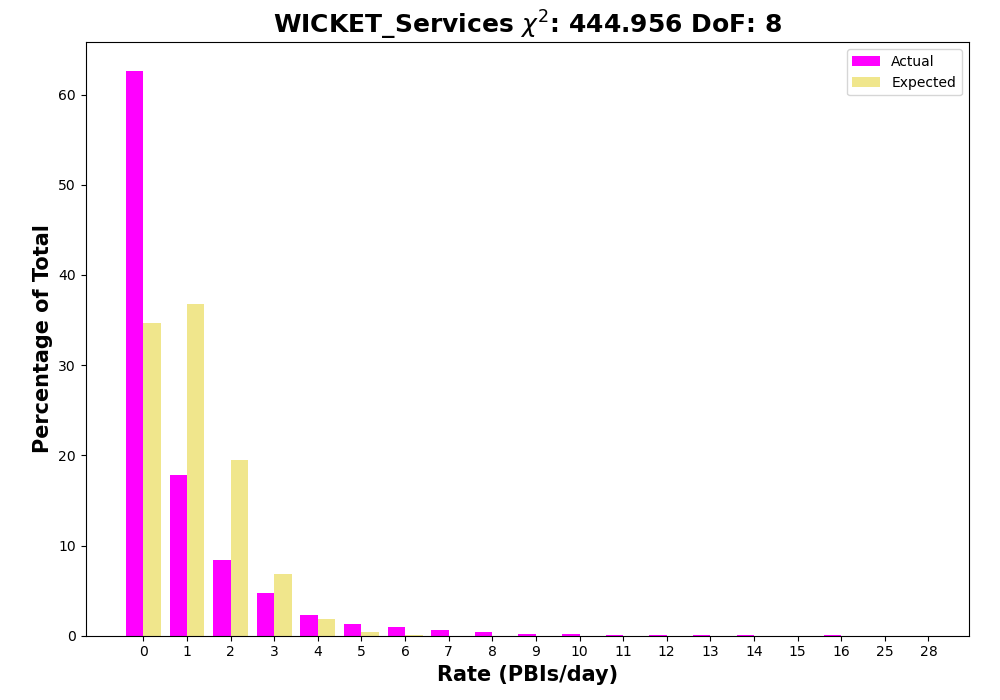 WICKET_Services χ²: 444.956 DoF: 8
Actual
Expected
Percentage of Total
60
50
40
30
20
10
0
0 1 2 3 4 5 6 7 8 9 10 11 12 13 14 15 16 25 28
Rate (PBIs/day)